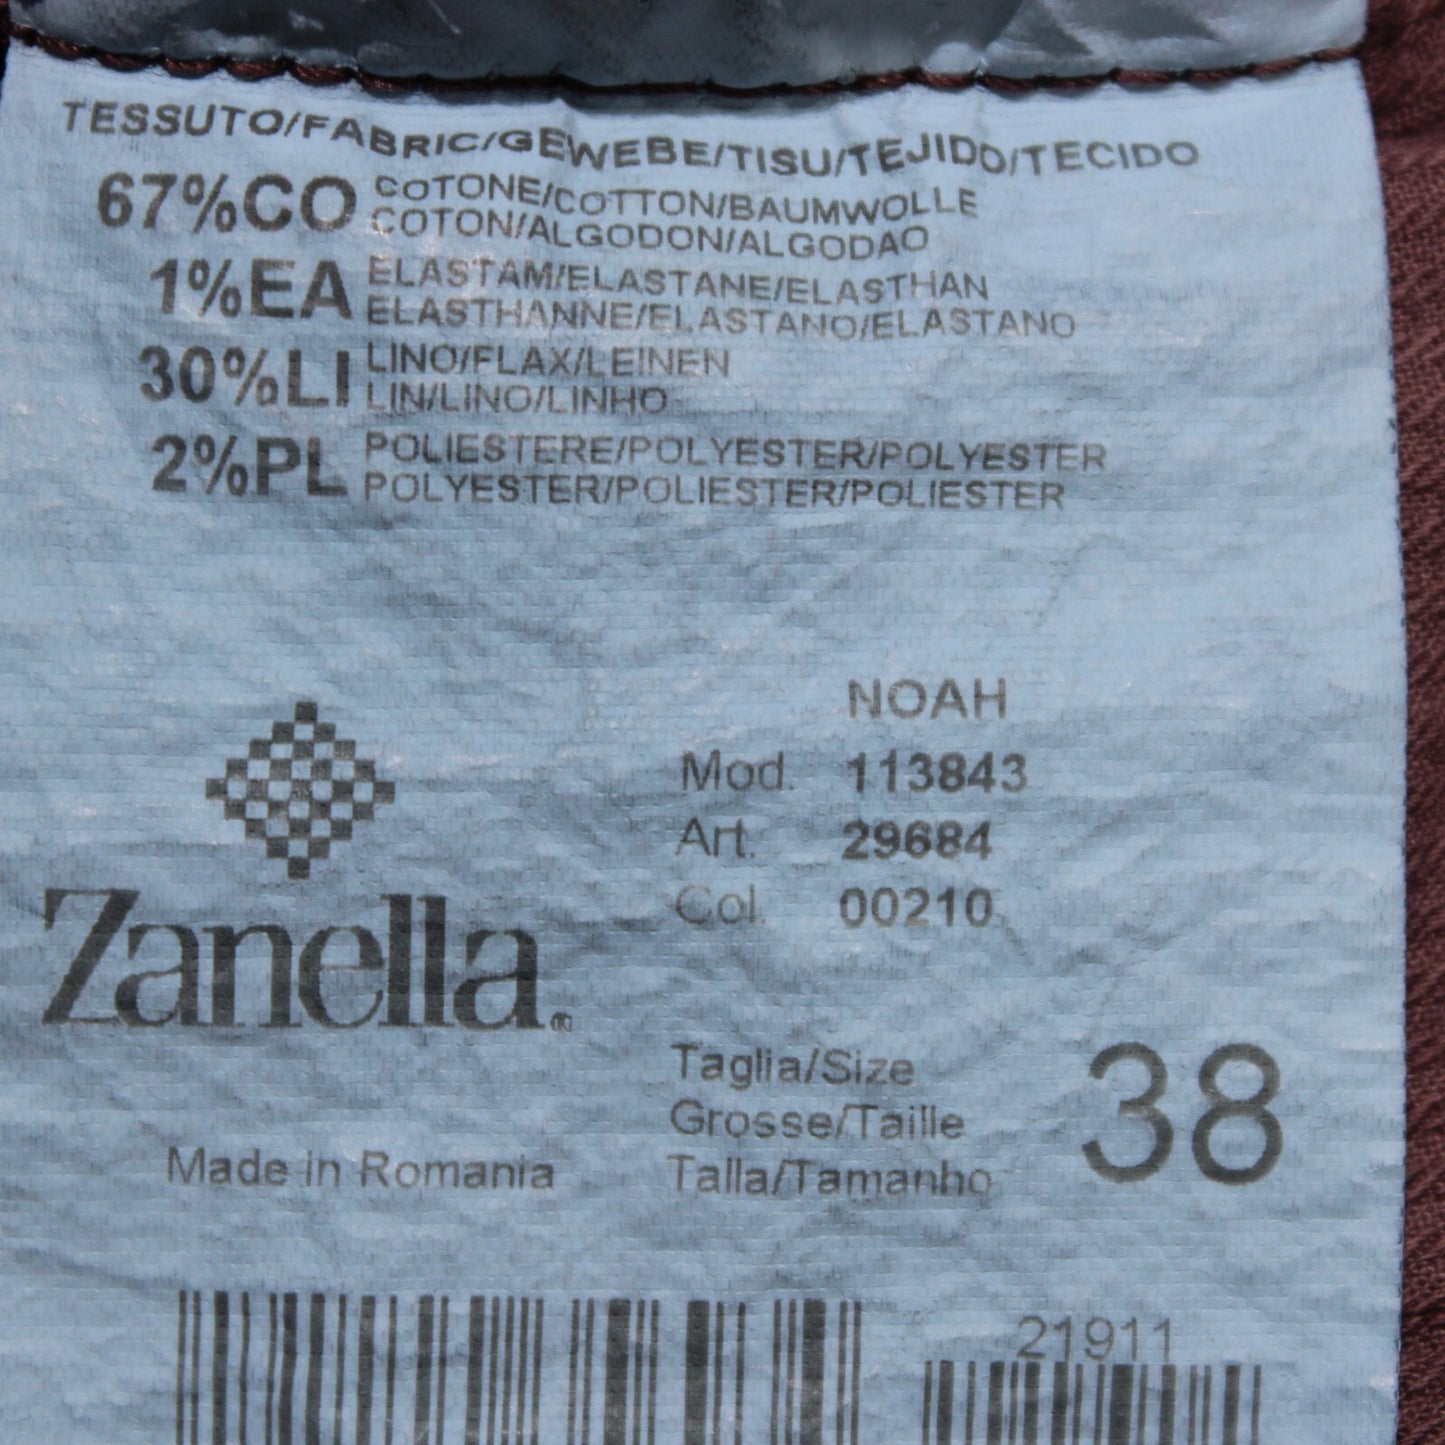 TESSUTO/FABRIC/GEWEBE/TISU/TEJIDO/TECIDO
67%CO COTONE/COTTON/BAUMWOLLE
COTON/ALGODON/ALGODAO
1%EA ELASTAM/ELASTANE/ELASTHAN
ELASTHANNE/ELASTANO/ELASTANO
30%LI LINO/FLAX/LEINEN
LIN/LINO/LINHO
2%PL POLIESTERE/POLYESTER/POLYESTER
POLYESTER/POLIESTER/POLIESTER
NOAH
Mod. 113843
Art. 29684
Col. 00210
Zanella®
Taglia/Size
Grosse/Taille
Talla/Tamanho
38
Made in Romania
21911